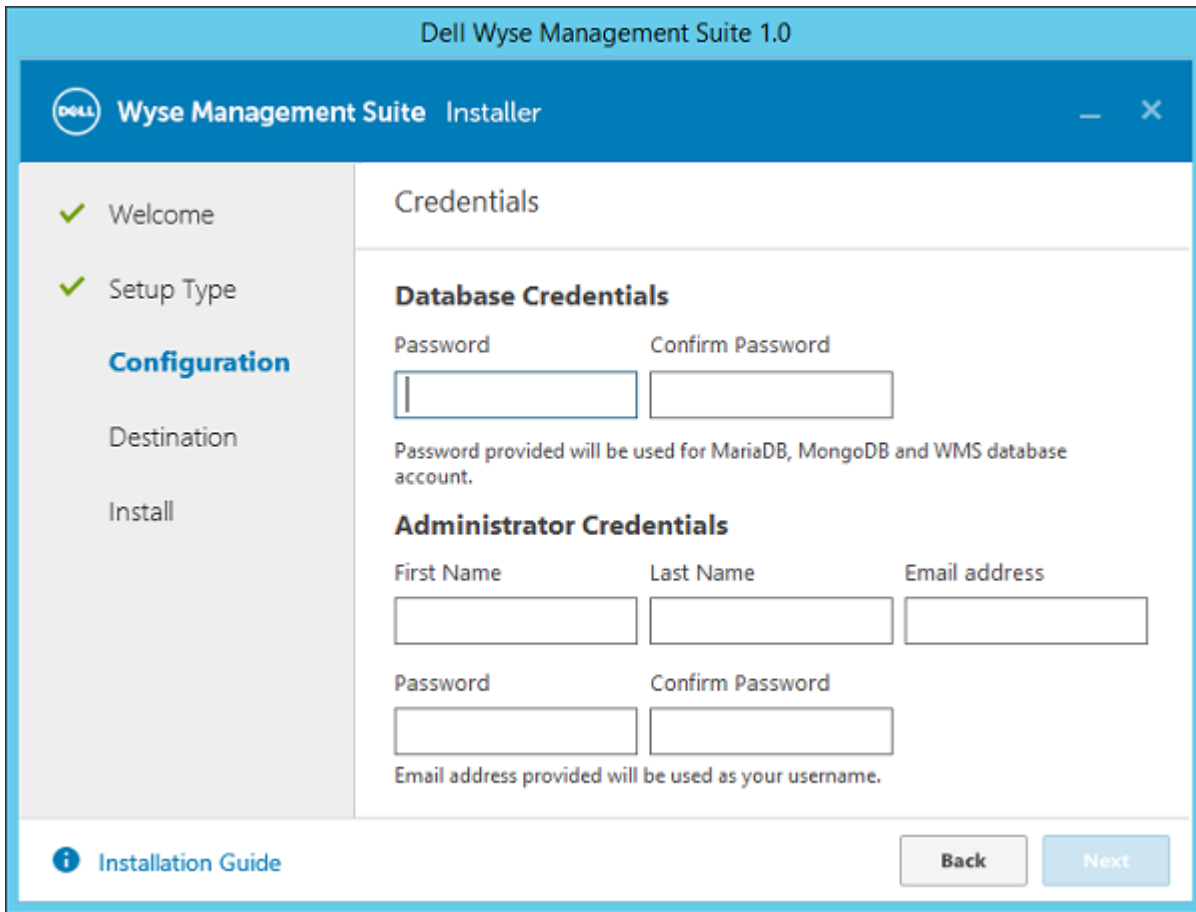 Dell Wyse Management Suite 1.0
DELL Wyse Management Suite Installer
Welcome
Setup Type
Configuration
Destination
Install
Credentials
Database Credentials
Password Confirm Password
Password provided will be used for MariaDB, MongoDB and WMS database
account.
Administrator Credentials
First Name Last Name Email address
Password Confirm Password
Email address provided will be used as your username.
Installation Guide
Back Next